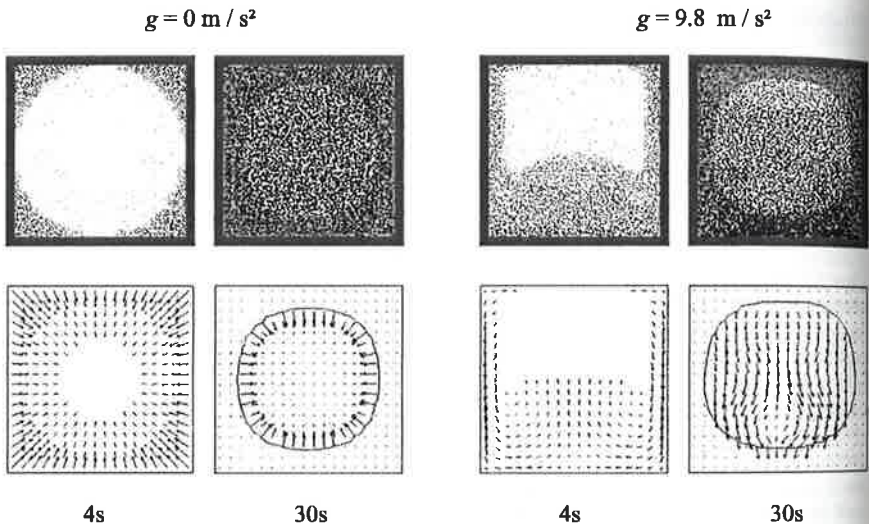 g = 0 m / s²
g = 9.8 m / s²
4s
30s
4s
30s